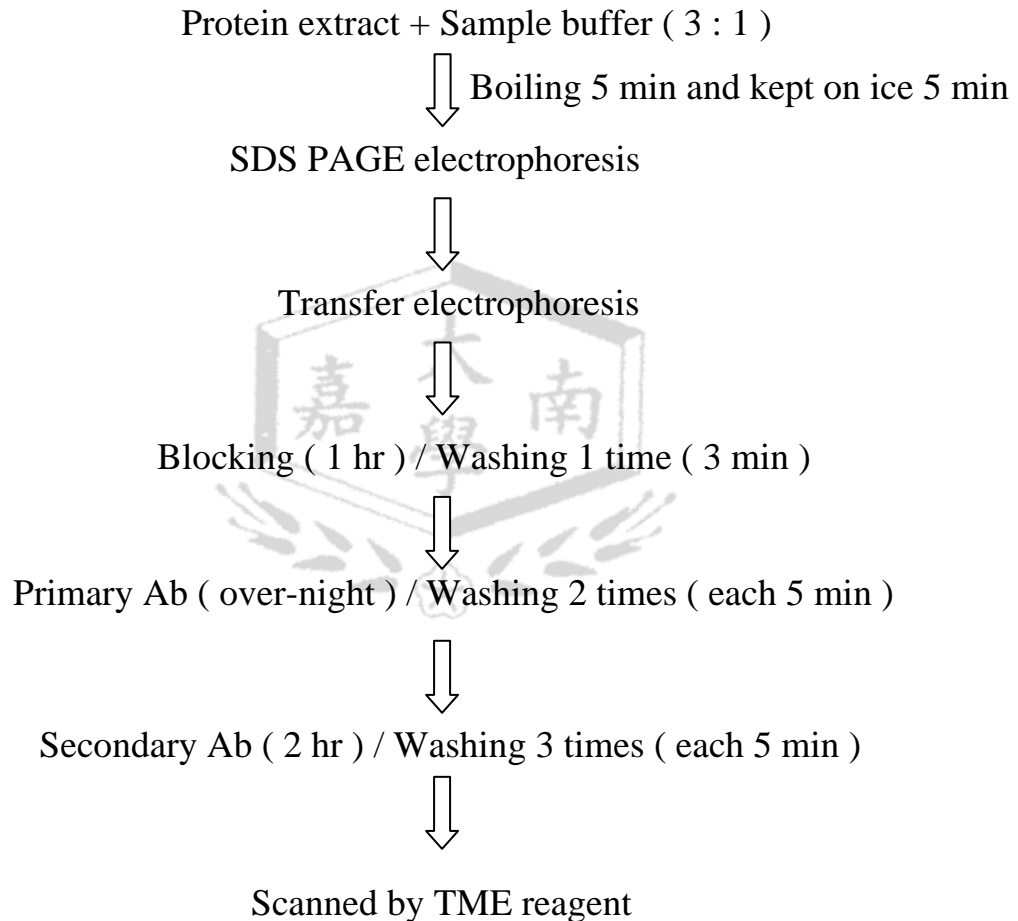 Protein extract + Sample buffer ( 3 : 1 )
Boiling 5 min and kept on ice 5 min
SDS PAGE electrophoresis
Transfer electrophoresis
大
嘉 南
學
Blocking ( 1 hr ) / Washing 1 time ( 3 min )
Primary Ab ( over-night ) / Washing 2 times ( each 5 min )
Secondary Ab ( 2 hr ) / Washing 3 times ( each 5 min )
Scanned by TME reagent